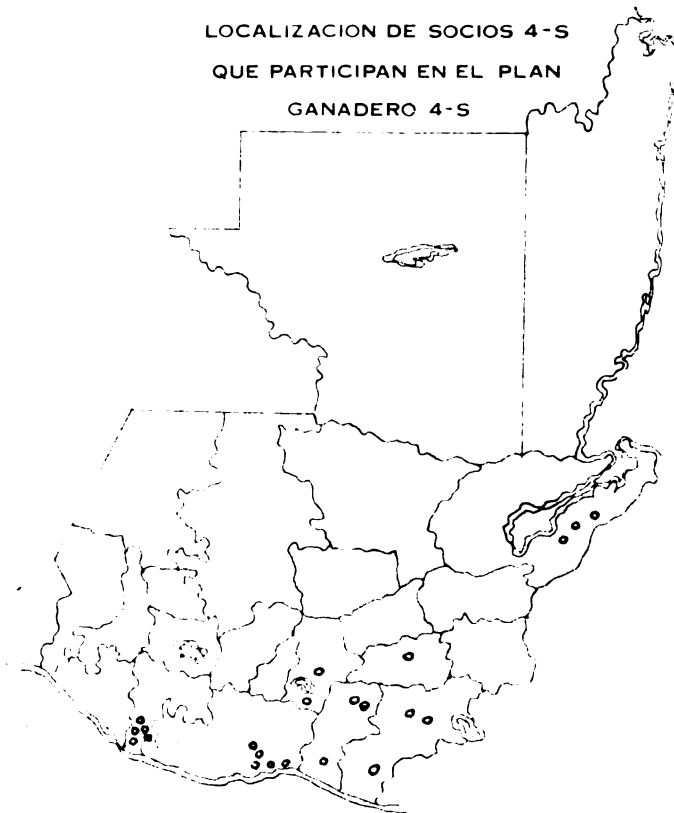 LOCALIZACION DE SOCIOS 4-S
QUE PARTICIPAN EN EL PLAN
GANADERO 4-S